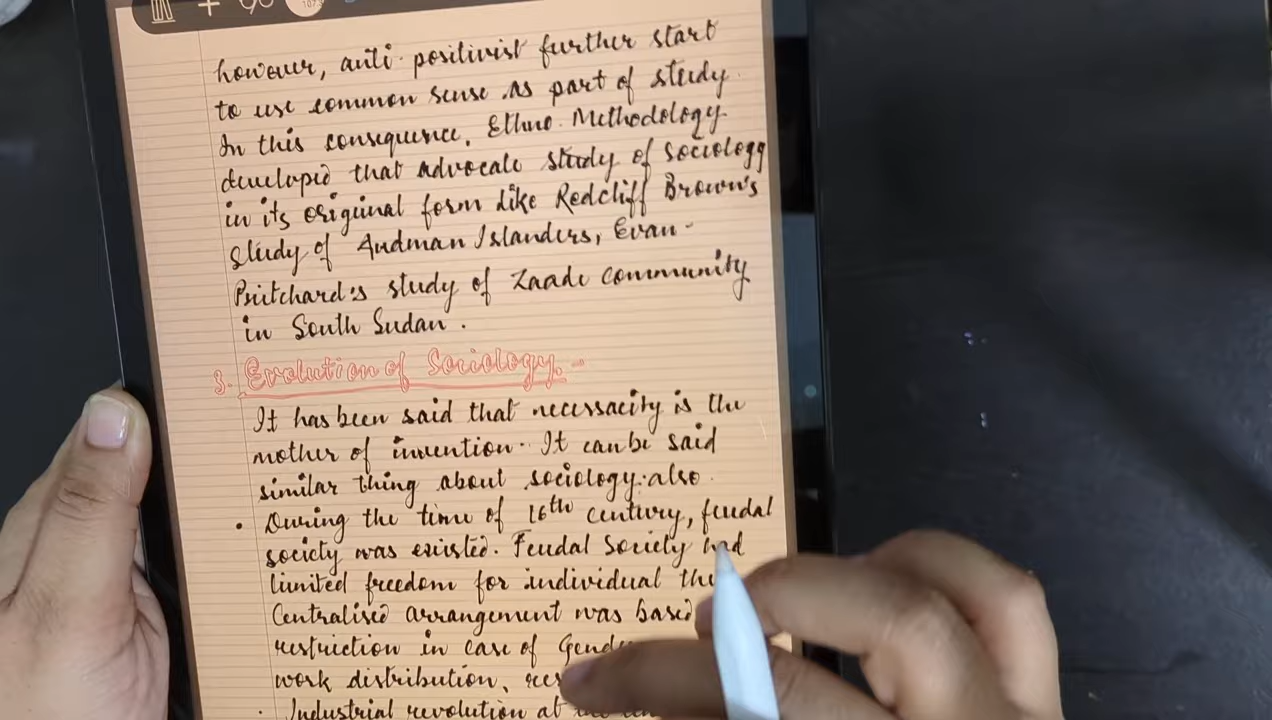 however, anti-positivist further start
to use common sense as part of study.
In this consequence, Ethno-Methodology
developed that advocate study of sociology
in its original form like Redcliff Brown's
study of Andman Islanders, Evan-
Pritchard's study of Zaade community
in South Sudan.
3. Evolution of Sociology.-
It has been said that necessacity is the
mother of invention. It can be said
similar thing about sociology also.
• During the time of 16th century, feudal
society was existed. Feudal Society had
limited freedom for individual
Centralised arrangement was based
restriction in case of
work distribution,
• Industrial revolution at